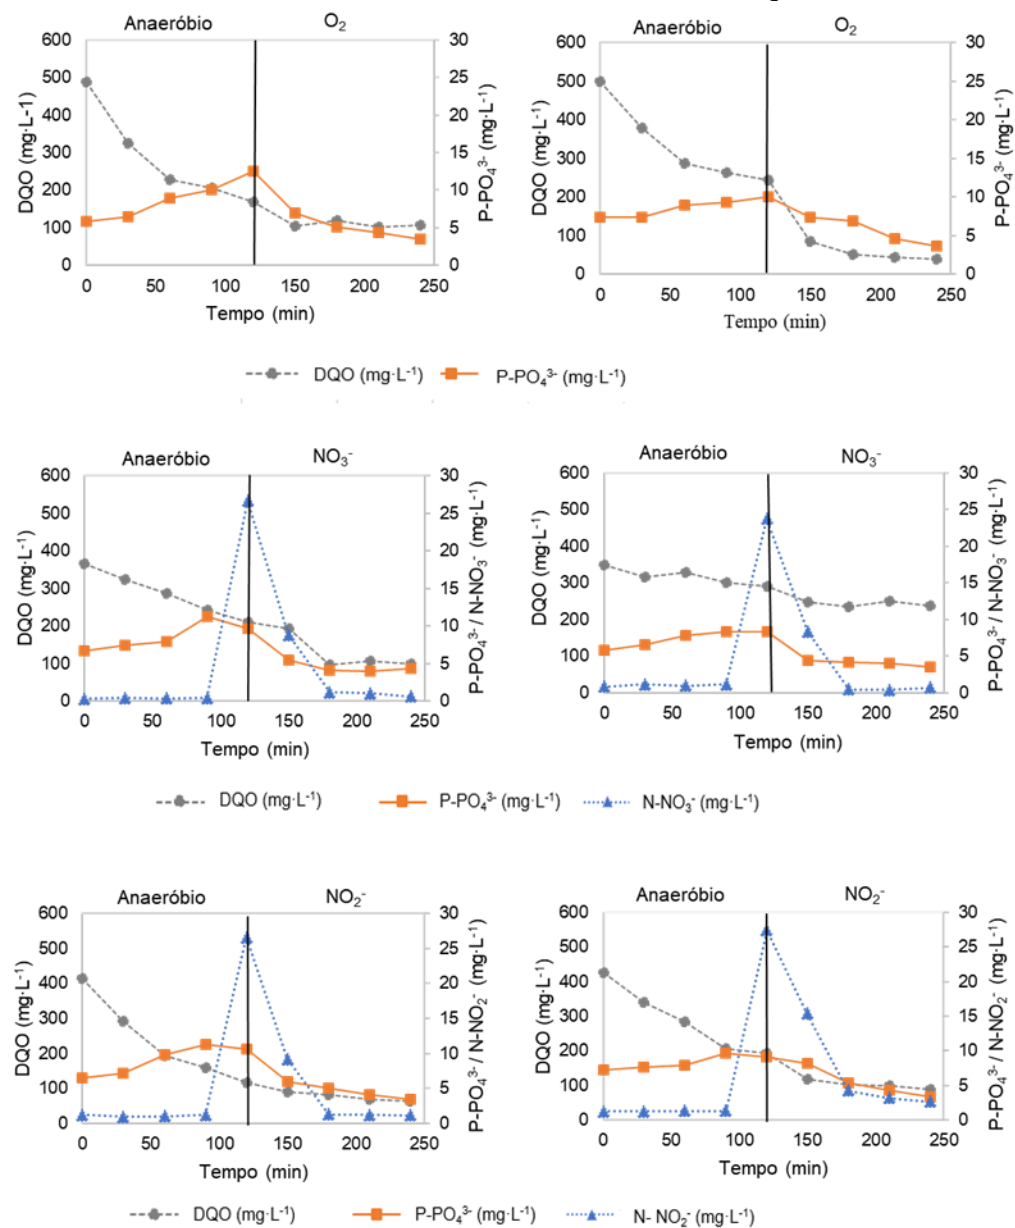 Anaeróbio O₂
600
500
400
300
200
100
0
DQO (mg·L-1)
30
25
20
15
10
5
0
P-PO₄³⁻ (mg·L⁻¹)
0 50 100 150 200 250
Tempo (min)
Anaeróbio O₂
600
500
400
300
200
100
0
DQO (mg·L⁻¹)
30
25
20
15
10
5
0
P-PO₄³⁻ (mg·L⁻¹)
0 50 100 150 200 250
Tempo (min)
DQO (mg·L⁻¹) P-PO₄³⁻ (mg·L⁻¹)
Anaeróbio NO₃⁻
600
500
400
300
200
100
0
DQO (mg·L⁻¹)
30
25
20
15
10
5
0
P-PO₄³⁻ / N-NO₃⁻ (mg·L⁻¹)
0 50 100 150 200 250
Tempo (min)
Anaeróbio NO₃⁻
600
500
400
300
200
100
0
DQO (mg·L⁻¹)
30
25
20
15
10
5
0
P-PO₄³⁻ / N-NO₃⁻ (mg·L⁻¹)
0 50 100 150 200 250
Tempo (min)
DQO (mg·L⁻¹) P-PO₄³⁻ (mg·L⁻¹) N-NO₃⁻ (mg·L⁻¹)
Anaeróbio NO₂⁻
600
500
400
300
200
100
0
DQO (mg·L⁻¹)
30
25
20
15
10
5
0
P-PO₄³⁻ / N-NO₂⁻ (mg·L⁻¹)
0 50 100 150 200 250
Tempo (min)
Anaeróbio NO₂⁻
600
500
400
300
200
100
0
DQO (mg·L⁻¹)
30
25
20
15
10
5
0
P-PO₄³⁻ / N-NO₂⁻ (mg·L⁻¹)
0 50 100 150 200 250
Tempo (min)
DQO (mg·L⁻¹) P-PO₄³⁻ (mg·L⁻¹) N- NO₂⁻ (mg·L⁻¹)